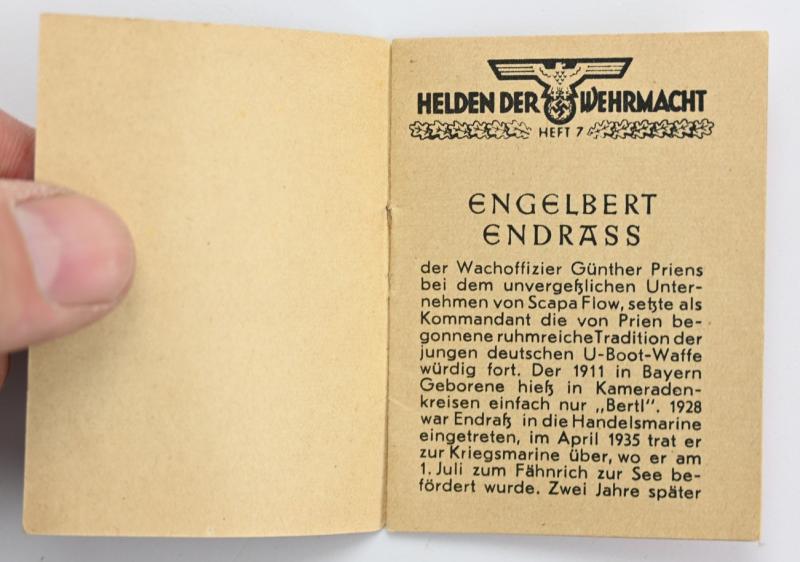 HELDEN DER WEHRMACHT
HEFT 7
ENGELBERT
ENDRASS
der Wachoffizier Günther Priens
bei dem unvergeßlichen Unter-
nehmen von Scapa Flow, setzte als
Kommandant die von Prien be-
gonnene ruhmreiche Tradition der
jungen deutschen U-Boot-Waffe
würdig fort. Der 1911 in Bayern
Geborene hieß in Kameraden-
kreisen einfach nur „Bertl". 1928
war Endraß in die Handelsmarine
eingetreten, im April 1935 trat er
zur Kriegsmarine über, wo er am
1. Juli zum Fähnrich zur See be-
fördert wurde. Zwei Jahre später